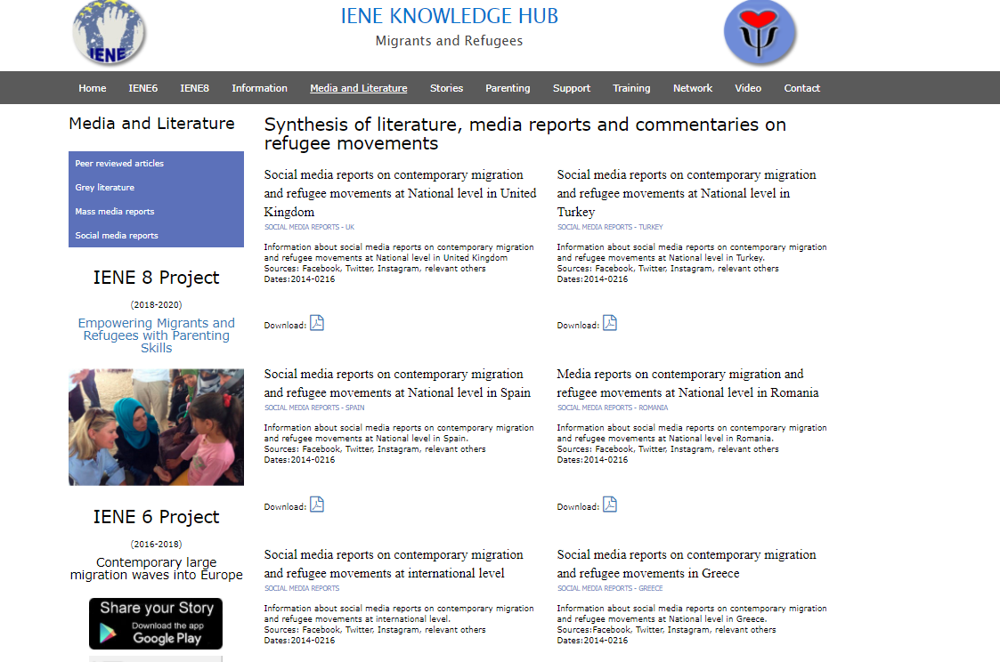 IENE
IENE KNOWLEDGE HUB
Migrants and Refugees
Home IENE6 IENE8 Information Media and Literature Stories Parenting Support Training Network Video Contact
Media and Literature
Peer reviewed articles
Grey literature
Mass media reports
Social media reports
IENE 8 Project
(2018-2020)
Empowering Migrants and
Refugees with Parenting
Skills
IENE 6 Project
(2016-2018)
Contemporary large
migration waves into Europe
Share your Story
Download the app
Google Play
Synthesis of literature, media reports and commentaries on
refugee movements
Social media reports on contemporary migration
and refugee movements at National level in United
Kingdom
SOCIAL MEDIA REPORTS - UK
Information about social media reports on contemporary migration
and refugee movements at National level in United Kingdom
Sources: Facebook, Twitter, Instagram, relevant others
Dates:2014-0216
Download:
Social media reports on contemporary migration
and refugee movements at National level in
Turkey
SOCIAL MEDIA REPORTS - TURKEY
Information about social media reports on contemporary migration
and refugee movements at National level in Turkey.
Sources: Facebook, Twitter, Instagram, relevant others
Dates:2014-0216
Download:
Social media reports on contemporary migration
and refugee movements at National level in Spain
SOCIAL MEDIA REPORTS - SPAIN
Information about social media reports on contemporary migration
and refugee movements at National level in Spain.
Sources: Facebook, Twitter, Instagram, relevant others
Dates:2014-0216
Download:
Media reports on contemporary migration and
refugee movements at National level in Romania
SOCIAL MEDIA REPORTS - ROMANIA
Information about social media reports on contemporary migration
and refugee movements at National level in Romania.
Sources: Facebook, Twitter, Instagram, relevant others
Dates:2014-0216
Download:
Social media reports on contemporary migration
and refugee movements at international level
SOCIAL MEDIA REPORTS
Information about social media reports on contemporary migration
and refugee movements at international level.
Sources: Facebook, Twitter, Instagram, relevant others
Dates:2014-0216
Social media reports on contemporary migration
and refugee movements in Greece
SOCIAL MEDIA REPORTS - GREECE
Information about social media reports on contemporary migration
and refugee movements at National level in Greece.
Sources:Facebook, Twitter, Instagram, relevant others
Dates:2014-0216